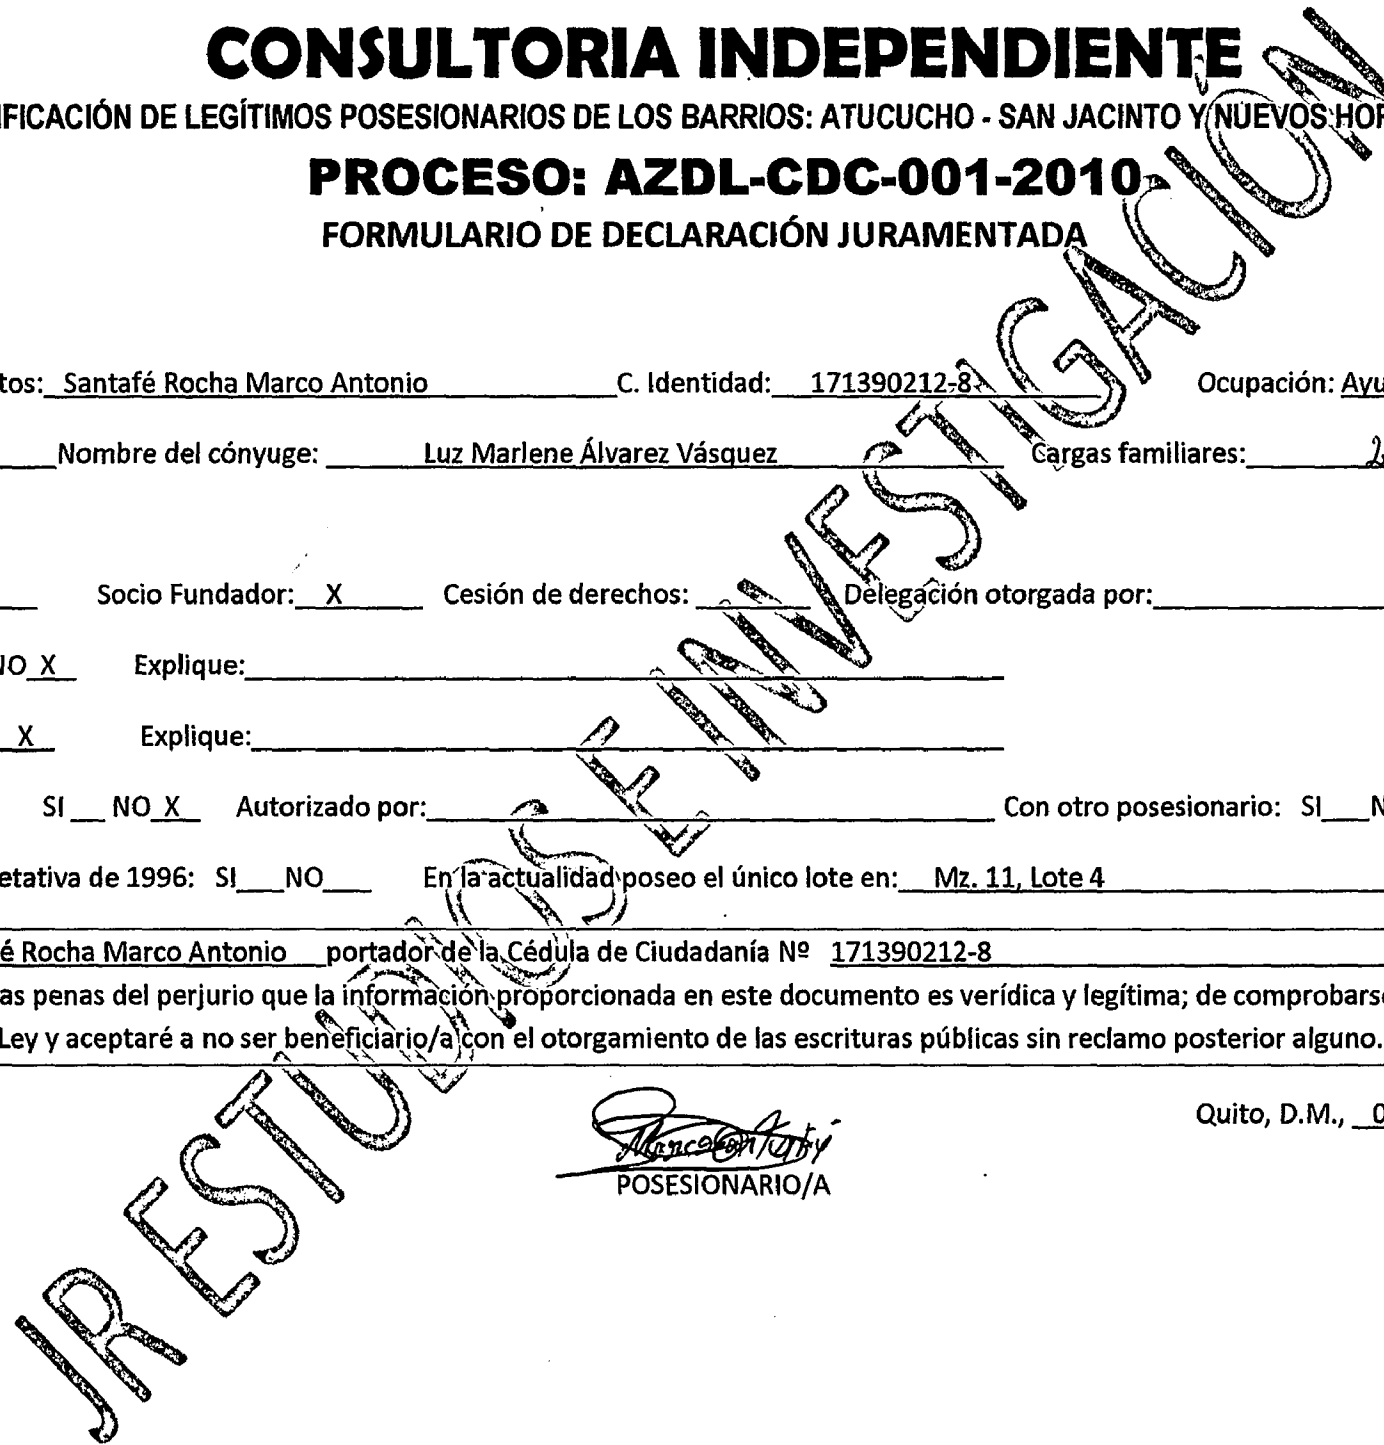 CONSULTORIA INDEPENDIENTE
IFICACIÓN DE LEGÍTIMOS POSESIONARIOS DE LOS BARRIOS: ATUCUCHO - SAN JACINTO Y NUEVOS HOR
PROCESO: AZDL-CDC-001-2010
FORMULARIO DE DECLARACIÓN JURAMENTADA
tos: Santafé Rocha Marco Antonio C. Identidad: 171390212-8 Ocupación: Ayu
Nombre del cónyuge: Luz Marlene Álvarez Vásquez Cargas familiares: 2
Socio Fundador: X Cesión de derechos: Delegación otorgada por:
NO X Explique:
X Explique:
SI NO X Autorizado por: Con otro posesionario: SI N
etativa de 1996: SI NO En la actualidad poseo el único lote en: Mz. 11, Lote 4
é Rocha Marco Antonio portador de la Cédula de Ciudadanía Nº 171390212-8
as penas del perjurio que la información proporcionada en este documento es verídica y legítima; de comprobarse
Ley y aceptaré a no ser beneficiario/a con el otorgamiento de las escrituras públicas sin reclamo posterior alguno.
Quito, D.M., 0
POSESIONARIO/A
JR ESTUDIOS E INVESTIGACIÓN